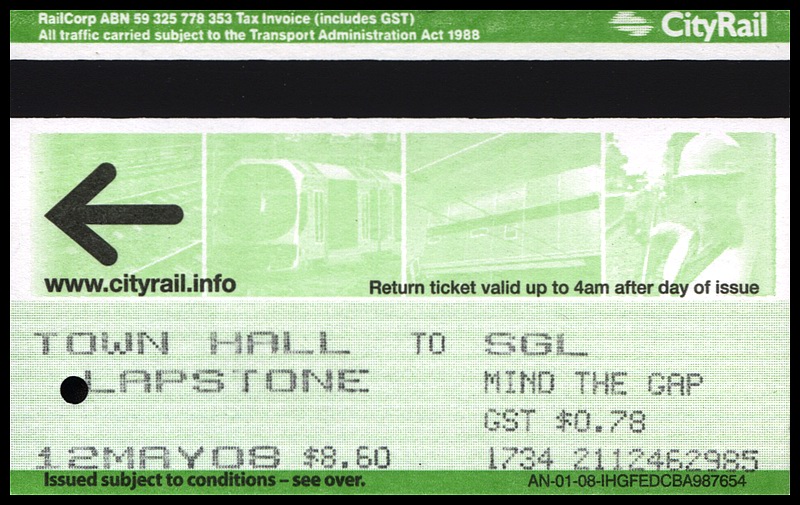 RailCorp ABN 59 325 778 353 Tax Invoice (includes GST)
All traffic carried subject to the Transport Administration Act 1988
CityRail
www.cityrail.info
Return ticket valid up to 4am after day of issue
TOWN HALL TO SGL
LAPSTONE MIND THE GAP
GST $0.78
12MAY08 $8.60 1734 2112462985
Issued subject to conditions – see over.
AN-01-08-IHGFEDCBA987654